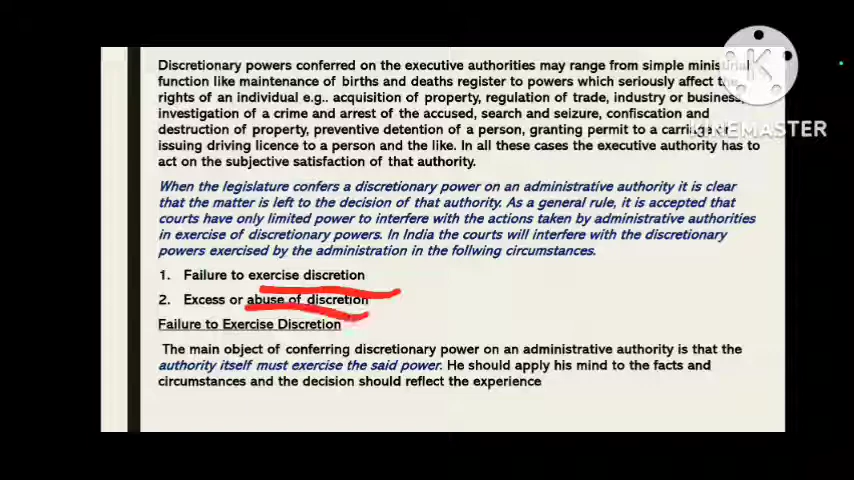 Discretionary powers conferred on the executive authorities may range from simple ministrial
function like maintenance of births and deaths register to powers which seriously affect the
rights of an individual e.g.. acquisition of property, regulation of trade, industry or business,
investigation of a crime and arrest of the accused, search and seizure, confiscation and
destruction of property, preventive detention of a person, granting permit to a carriage or
issuing driving licence to a person and the like. In all these cases the executive authority has to
act on the subjective satisfaction of that authority.
When the legislature confers a discretionary power on an administrative authority it is clear
that the matter is left to the decision of that authority. As a general rule, it is accepted that
courts have only limited power to interfere with the actions taken by administrative authorities
in exercise of discretionary powers. In India the courts will interfere with the discretionary
powers exercised by the administration in the follwing circumstances.
1. Failure to exercise discretion
2. Excess or abuse of discretion
Failure to Exercise Discretion
The main object of conferring discretionary power on an administrative authority is that the
authority itself must exercise the said power. He should apply his mind to the facts and
circumstances and the decision should reflect the experience
K
KINEMASTER